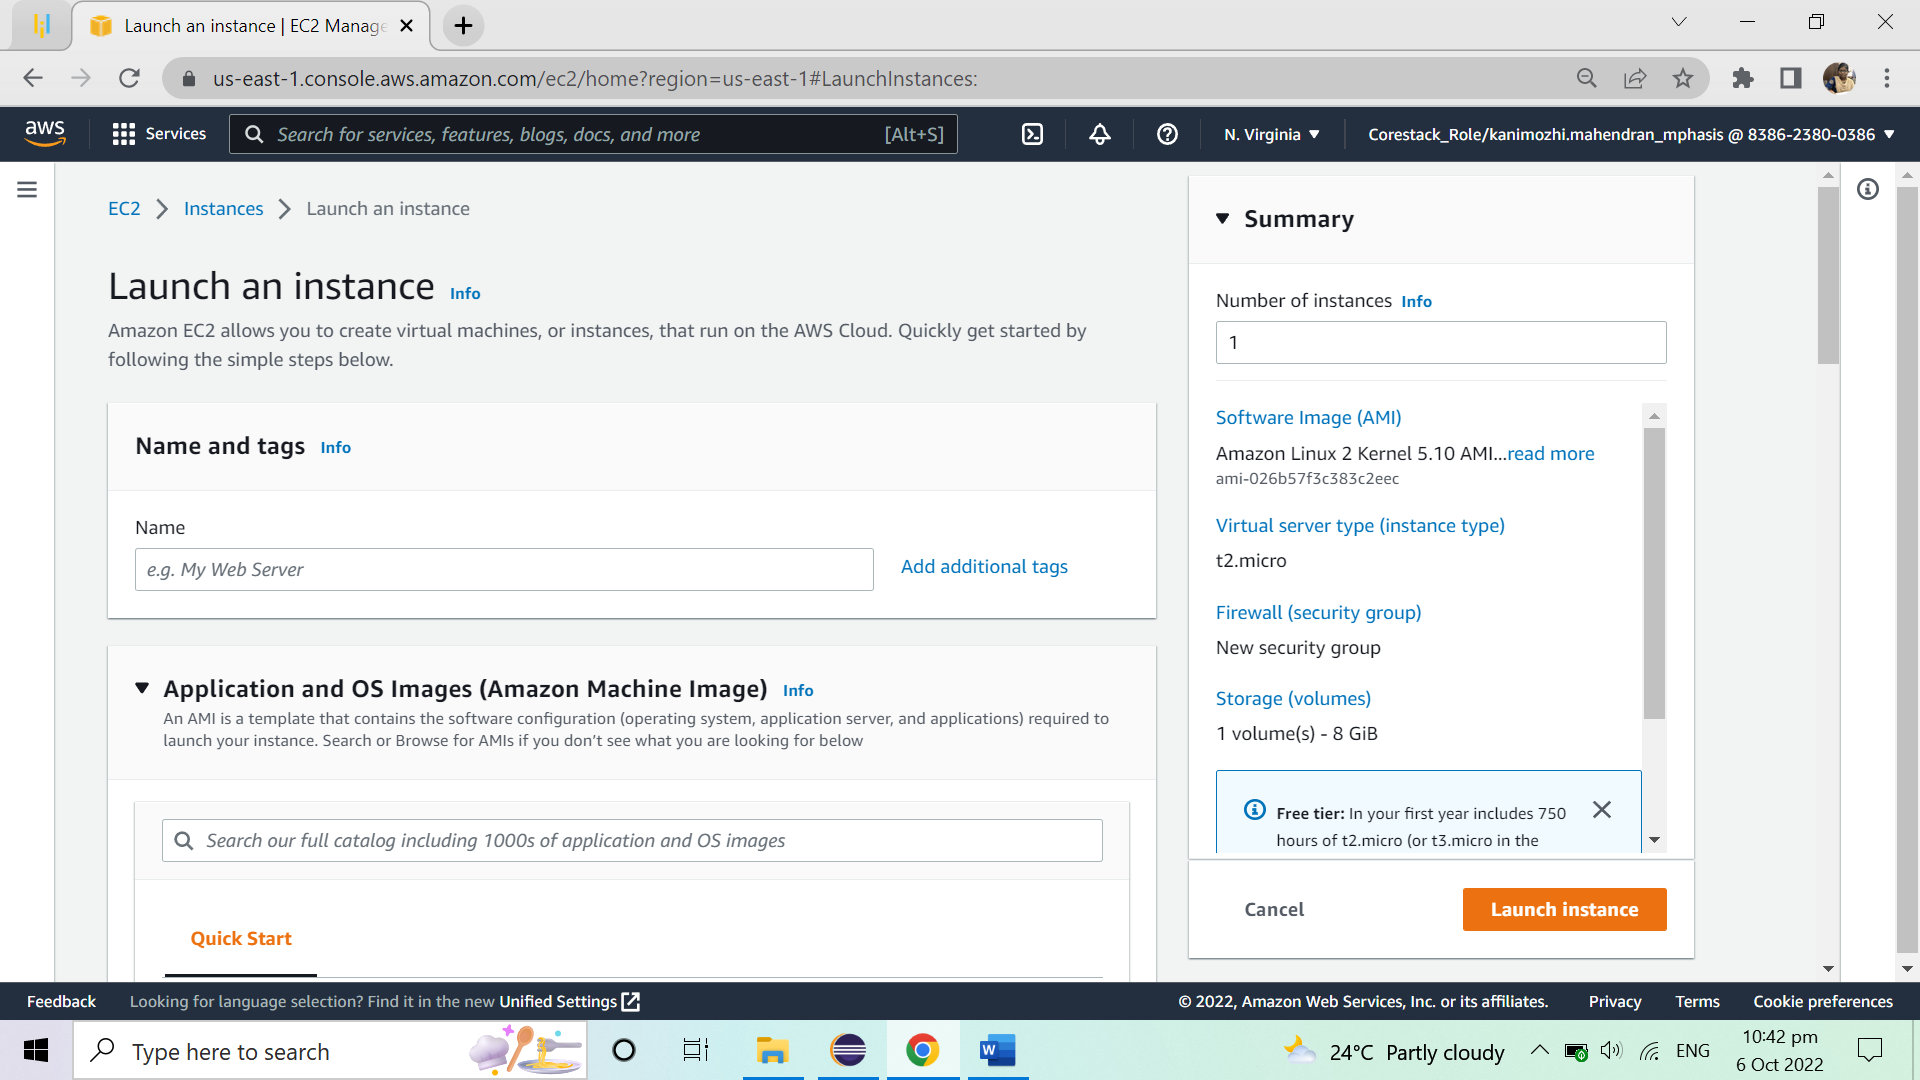 Launch an instance | EC2 Manage
us-east-1.console.aws.amazon.com/ec2/home?region=us-east-1#LaunchInstances:
aws
Services
Search for services, features, blogs, docs, and more
[Alt+S]
N. Virginia
Corestack_Role/kanimozhi.mahendran_mphasis @ 8386-2380-0386
EC2
Instances
Launch an instance
Launch an instance Info
Amazon EC2 allows you to create virtual machines, or instances, that run on the AWS Cloud. Quickly get started by
following the simple steps below.
Name and tags Info
Name
e.g. My Web Server
Add additional tags
Application and OS Images (Amazon Machine Image) Info
An AMI is a template that contains the software configuration (operating system, application server, and applications) required to
launch your instance. Search or Browse for AMIs if you don’t see what you are looking for below
Search our full catalog including 1000s of application and OS images
Quick Start
Summary
Number of instances Info
1
Software Image (AMI)
Amazon Linux 2 Kernel 5.10 AMI...read more
ami-026b57f3c383c2eec
Virtual server type (instance type)
t2.micro
Firewall (security group)
New security group
Storage (volumes)
1 volume(s) - 8 GiB
Free tier: In your first year includes 750
hours of t2.micro (or t3.micro in the
Cancel
Launch instance
Feedback
Looking for language selection? Find it in the new Unified Settings
© 2022, Amazon Web Services, Inc. or its affiliates.
Privacy
Terms
Cookie preferences
Type here to search
W
24°C Partly cloudy
ENG
10:42 pm
6 Oct 2022